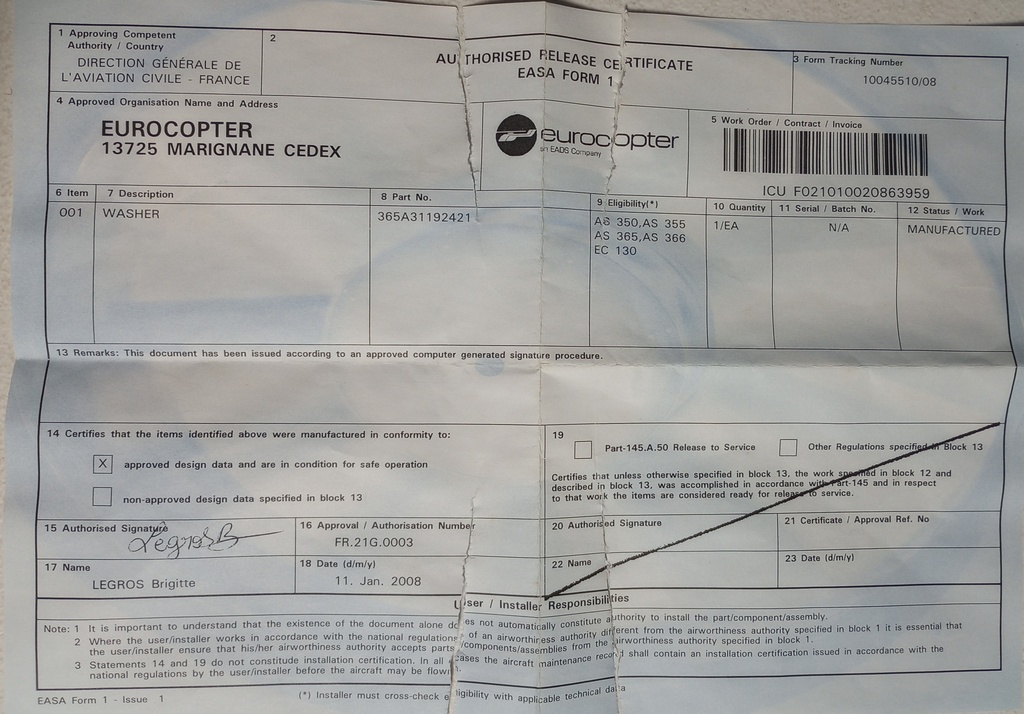 1 Approving Competent
Authority / Country
DIRECTION GÉNÉRALE DE
L'AVIATION CIVILE - FRANCE
2
AUTHORISED RELEASE CERTIFICATE
EASA FORM 1
3 Form Tracking Number
10045510/08
4 Approved Organisation Name and Address
EUROCOPTER
13725 MARIGNANE CEDEX
eurocopter
an EADS Company
5 Work Order / Contract / Invoice
ICU F021010020863959
6 Item
7 Description
8 Part No.
9 Eligibility(*)
10 Quantity
11 Serial / Batch No.
12 Status / Work
001
WASHER
365A31192421
AS 350,AS 355
AS 365,AS 366
EC 130
1/EA
N/A
MANUFACTURED
13 Remarks: This document has been issued according to an approved computer generated signature procedure.
14 Certifies that the items identified above were manufactured in conformity to:
X approved design data and are in condition for safe operation
non-approved design data specified in block 13
19
Part-145.A.50 Release to Service
Other Regulations specified in Block 13
Certifies that unless otherwise specified in block 13, the work specified in block 12 and
described in block 13, was accomplished in accordance with Part-145 and in respect
to that work the items are considered ready for release to service.
15 Authorised Signature
LegrosB
16 Approval / Authorisation Number
FR.21G.0003
20 Authorised Signature
21 Certificate / Approval Ref. No
17 Name
LEGROS Brigitte
18 Date (d/m/y)
11. Jan. 2008
22 Name
23 Date (d/m/y)
User / Installer Responsibilities
Note: 1 It is important to understand that the existence of the document alone does not automatically constitute authority to install the part/component/assembly.
2 Where the user/installer works in accordance with the national regulations of an airworthiness authority different from the airworthiness authority specified in block 1 it is essential that
the user/installer ensure that his/her airworthiness authority accepts parts/components/assemblies from the airworthiness authority specified in block 1.
3 Statements 14 and 19 do not constitute installation certification. In all cases the aircraft maintenance record shall contain an installation certification issued in accordance with the
national regulations by the user/installer before the aircraft may be flown.
EASA Form 1 - Issue 1
(*) Installer must cross-check eligibility with applicable technical data